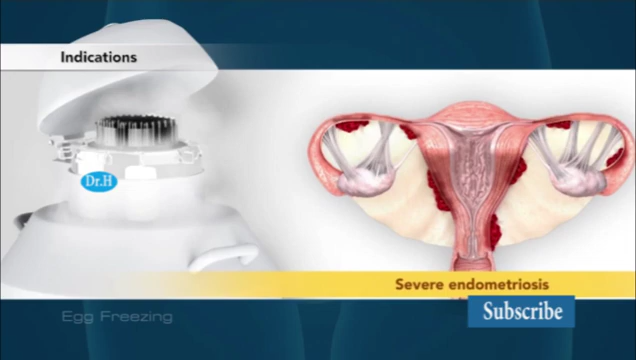 Indications
Dr.H
Severe endometriosis
Subscribe
Egg Freezing